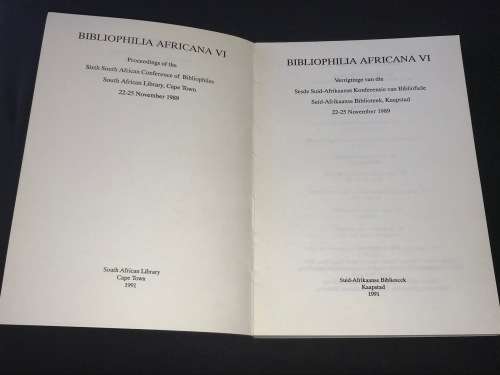 BIBLIOPHILIA AFRICANA VI
Proceedings of the
Sixth South African Conference of Bibliophiles
South African Library, Cape Town
22-25 November 1989
South African Library
Cape Town
1991
BIBLIOPHILIA AFRICANA VI
Verrigtinge van die
Sesde Suid-Afrikaanse Konferensie van Bibliofiele
Suid-Afrikaanse Biblioteek, Kaapstad
22-25 November 1989
Suid-Afrikaanse Biblioteek
Kaapstad
1991